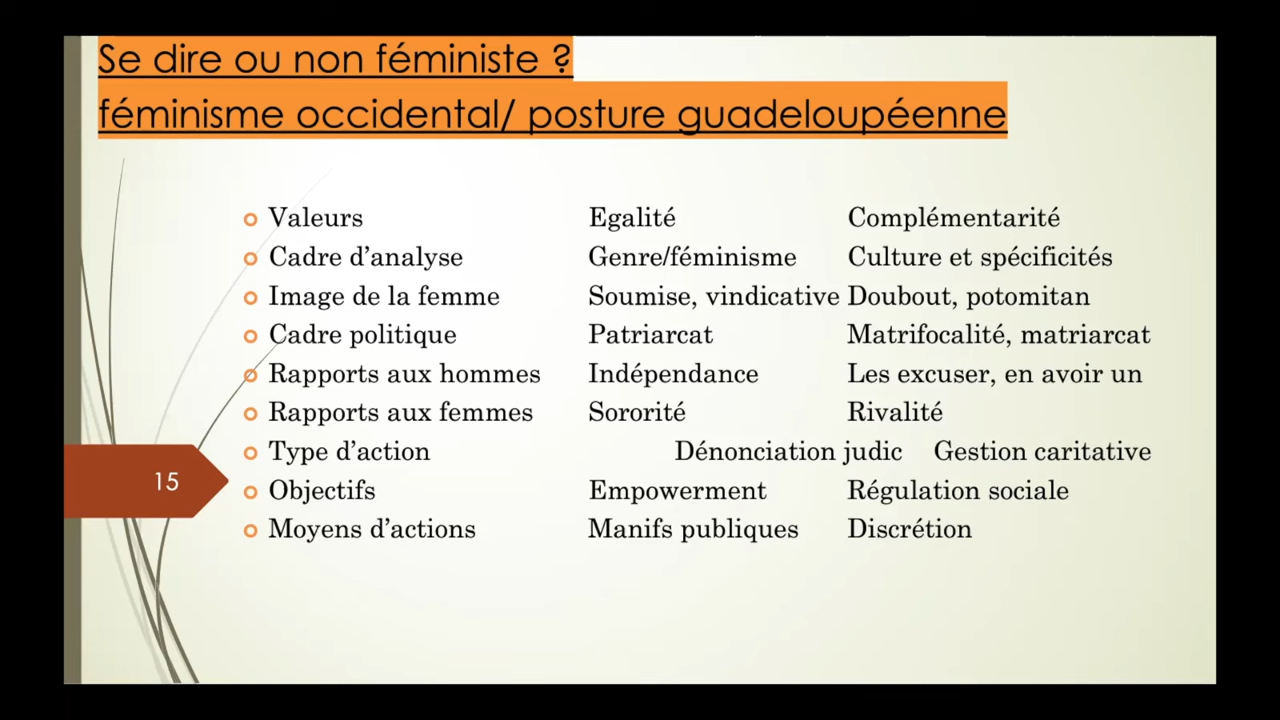 Se dire ou non féministe ?
féminisme occidental/ posture guadeloupéenne
Valeurs Egalité Complémentarité
Cadre d’analyse Genre/féminisme Culture et spécificités
Image de la femme Soumise, vindicative Doubout, potomitan
Cadre politique Patriarcat Matrifocalité, matriarcat
Rapports aux hommes Indépendance Les excuser, en avoir un
Rapports aux femmes Sororité Rivalité
Type d’action Dénonciation judic Gestion caritative
15
Objectifs Empowerment Régulation sociale
Moyens d’actions Manifs publiques Discrétion